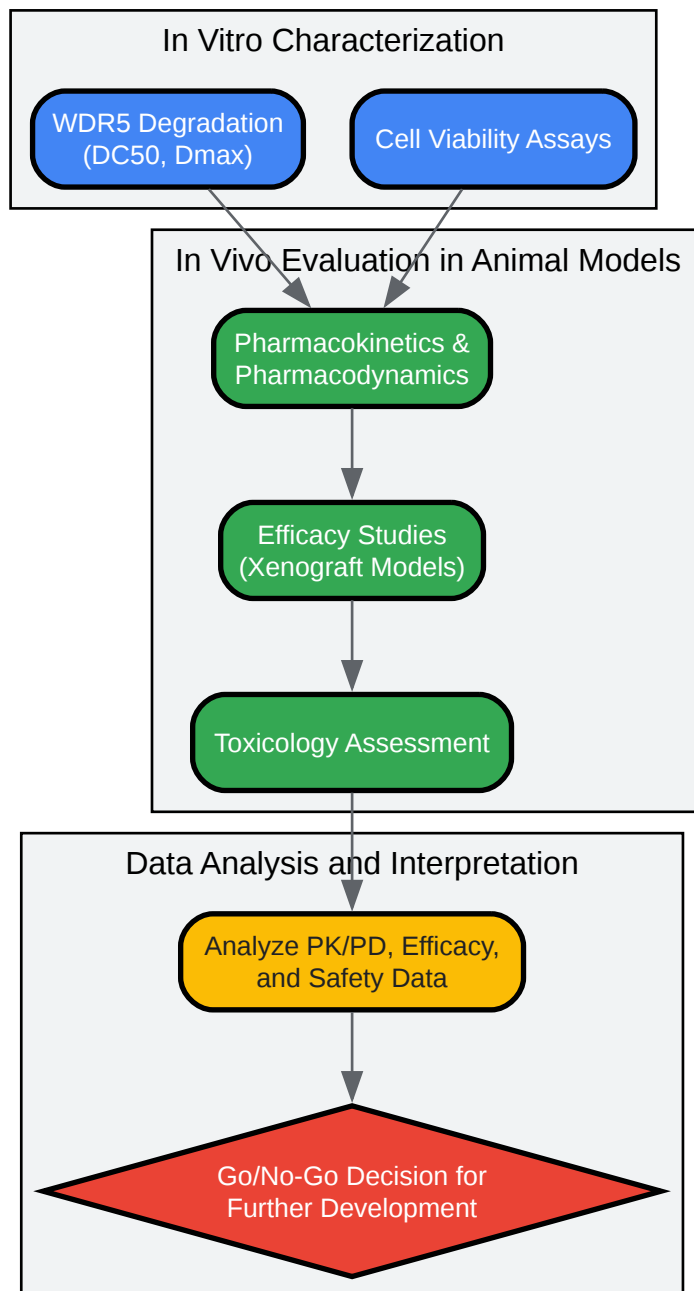 In Vitro Characterization
WDR5 Degradation
(DC50, Dmax)
Cell Viability Assays
In Vivo Evaluation in Animal Models
Pharmacokinetics &
Pharmacodynamics
Efficacy Studies
(Xenograft Models)
Toxicology Assessment
Data Analysis and Interpretation
Analyze PK/PD, Efficacy,
and Safety Data
Go/No-Go Decision for
Further Development